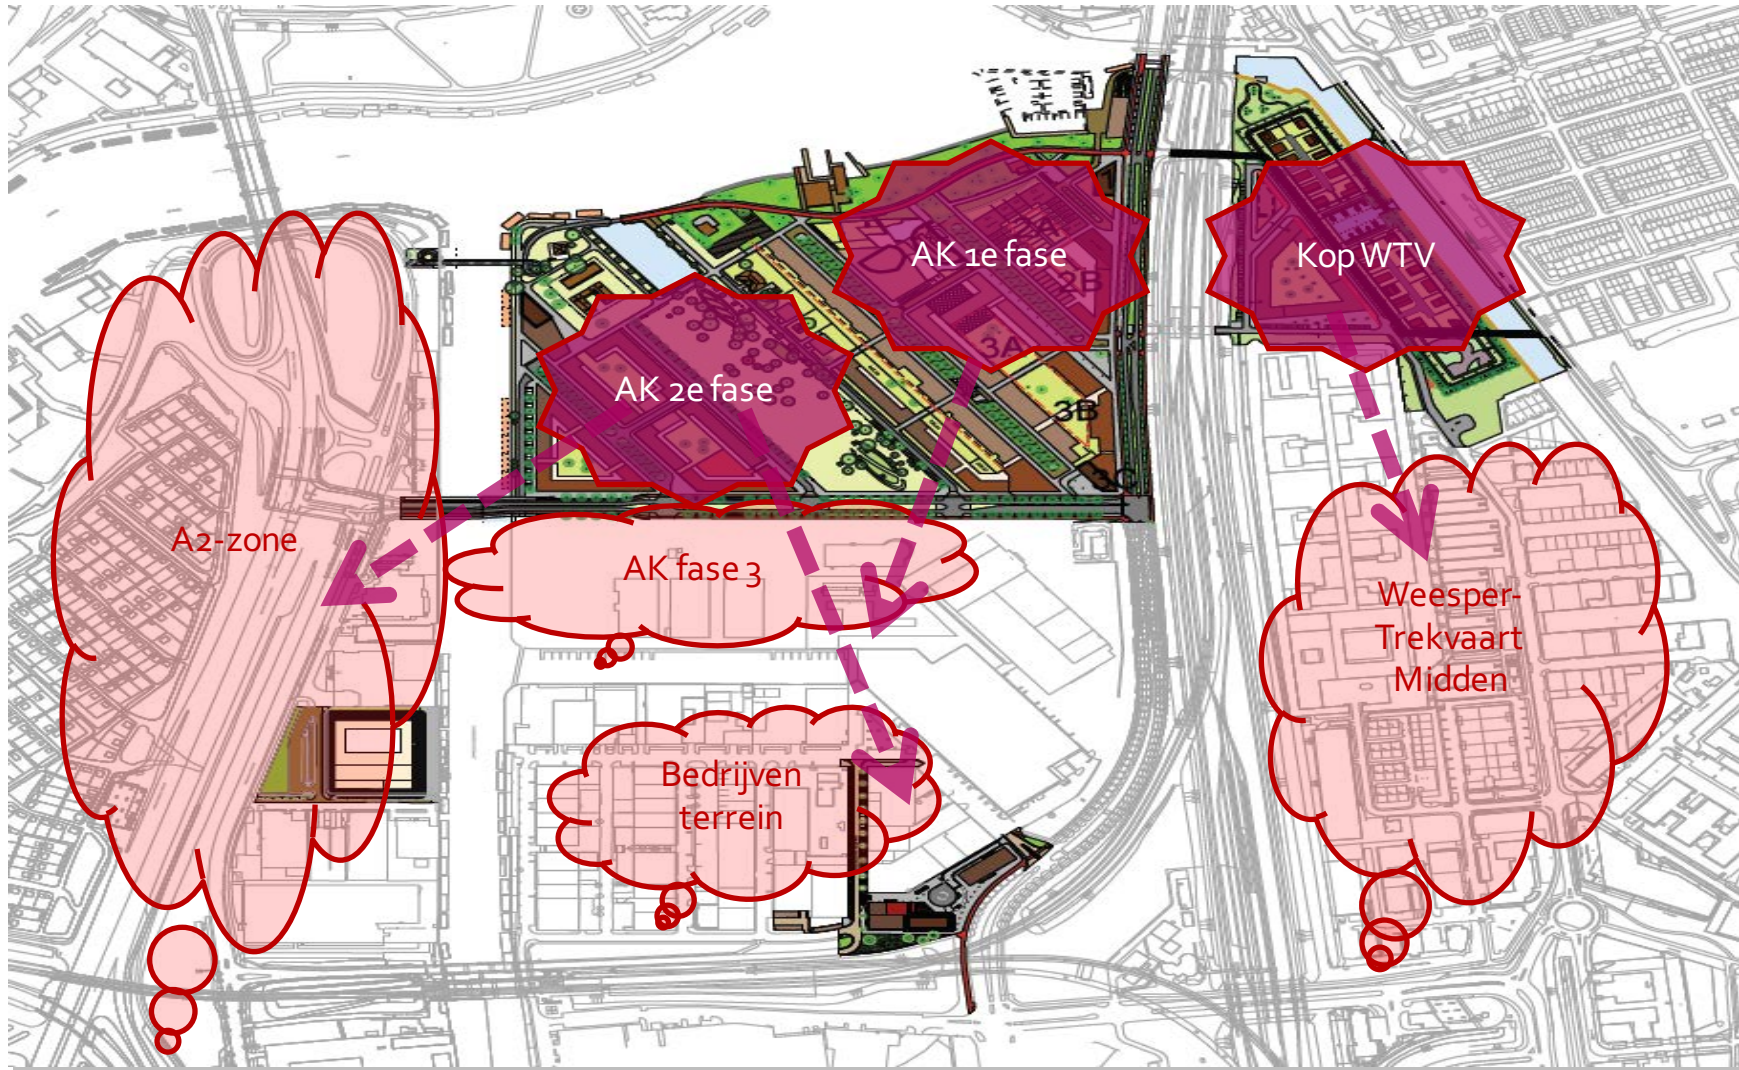 AK 1e fase
Kop WTV
2B
3A
AK 2e fase
3B
3C
A2-zone
AK fase 3
Weesper-
Trekvaart
Midden
Bedrijven
terrein